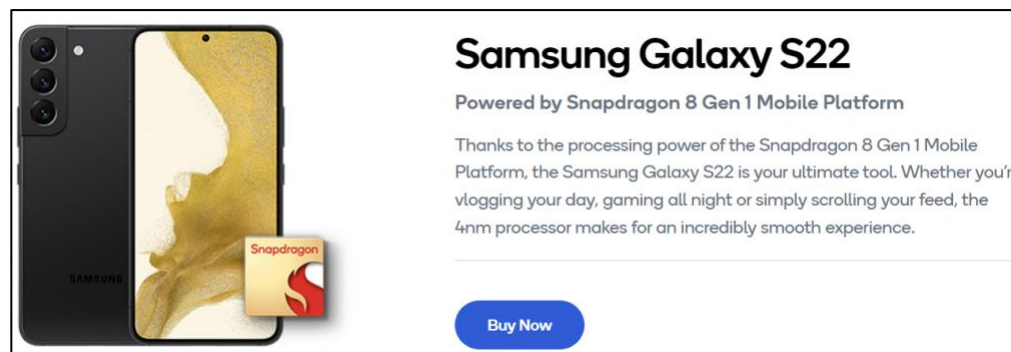 Samsung Galaxy S22
Powered by Snapdragon 8 Gen 1 Mobile Platform
Thanks to the processing power of the Snapdragon 8 Gen 1 Mobile
Platform, the Samsung Galaxy S22 is your ultimate tool. Whether you'r
vlogging your day, gaming all night or simply scrolling your feed, the
4nm processor makes for an incredibly smooth experience.
Snapdragon
SAMSUNG
Buy Now